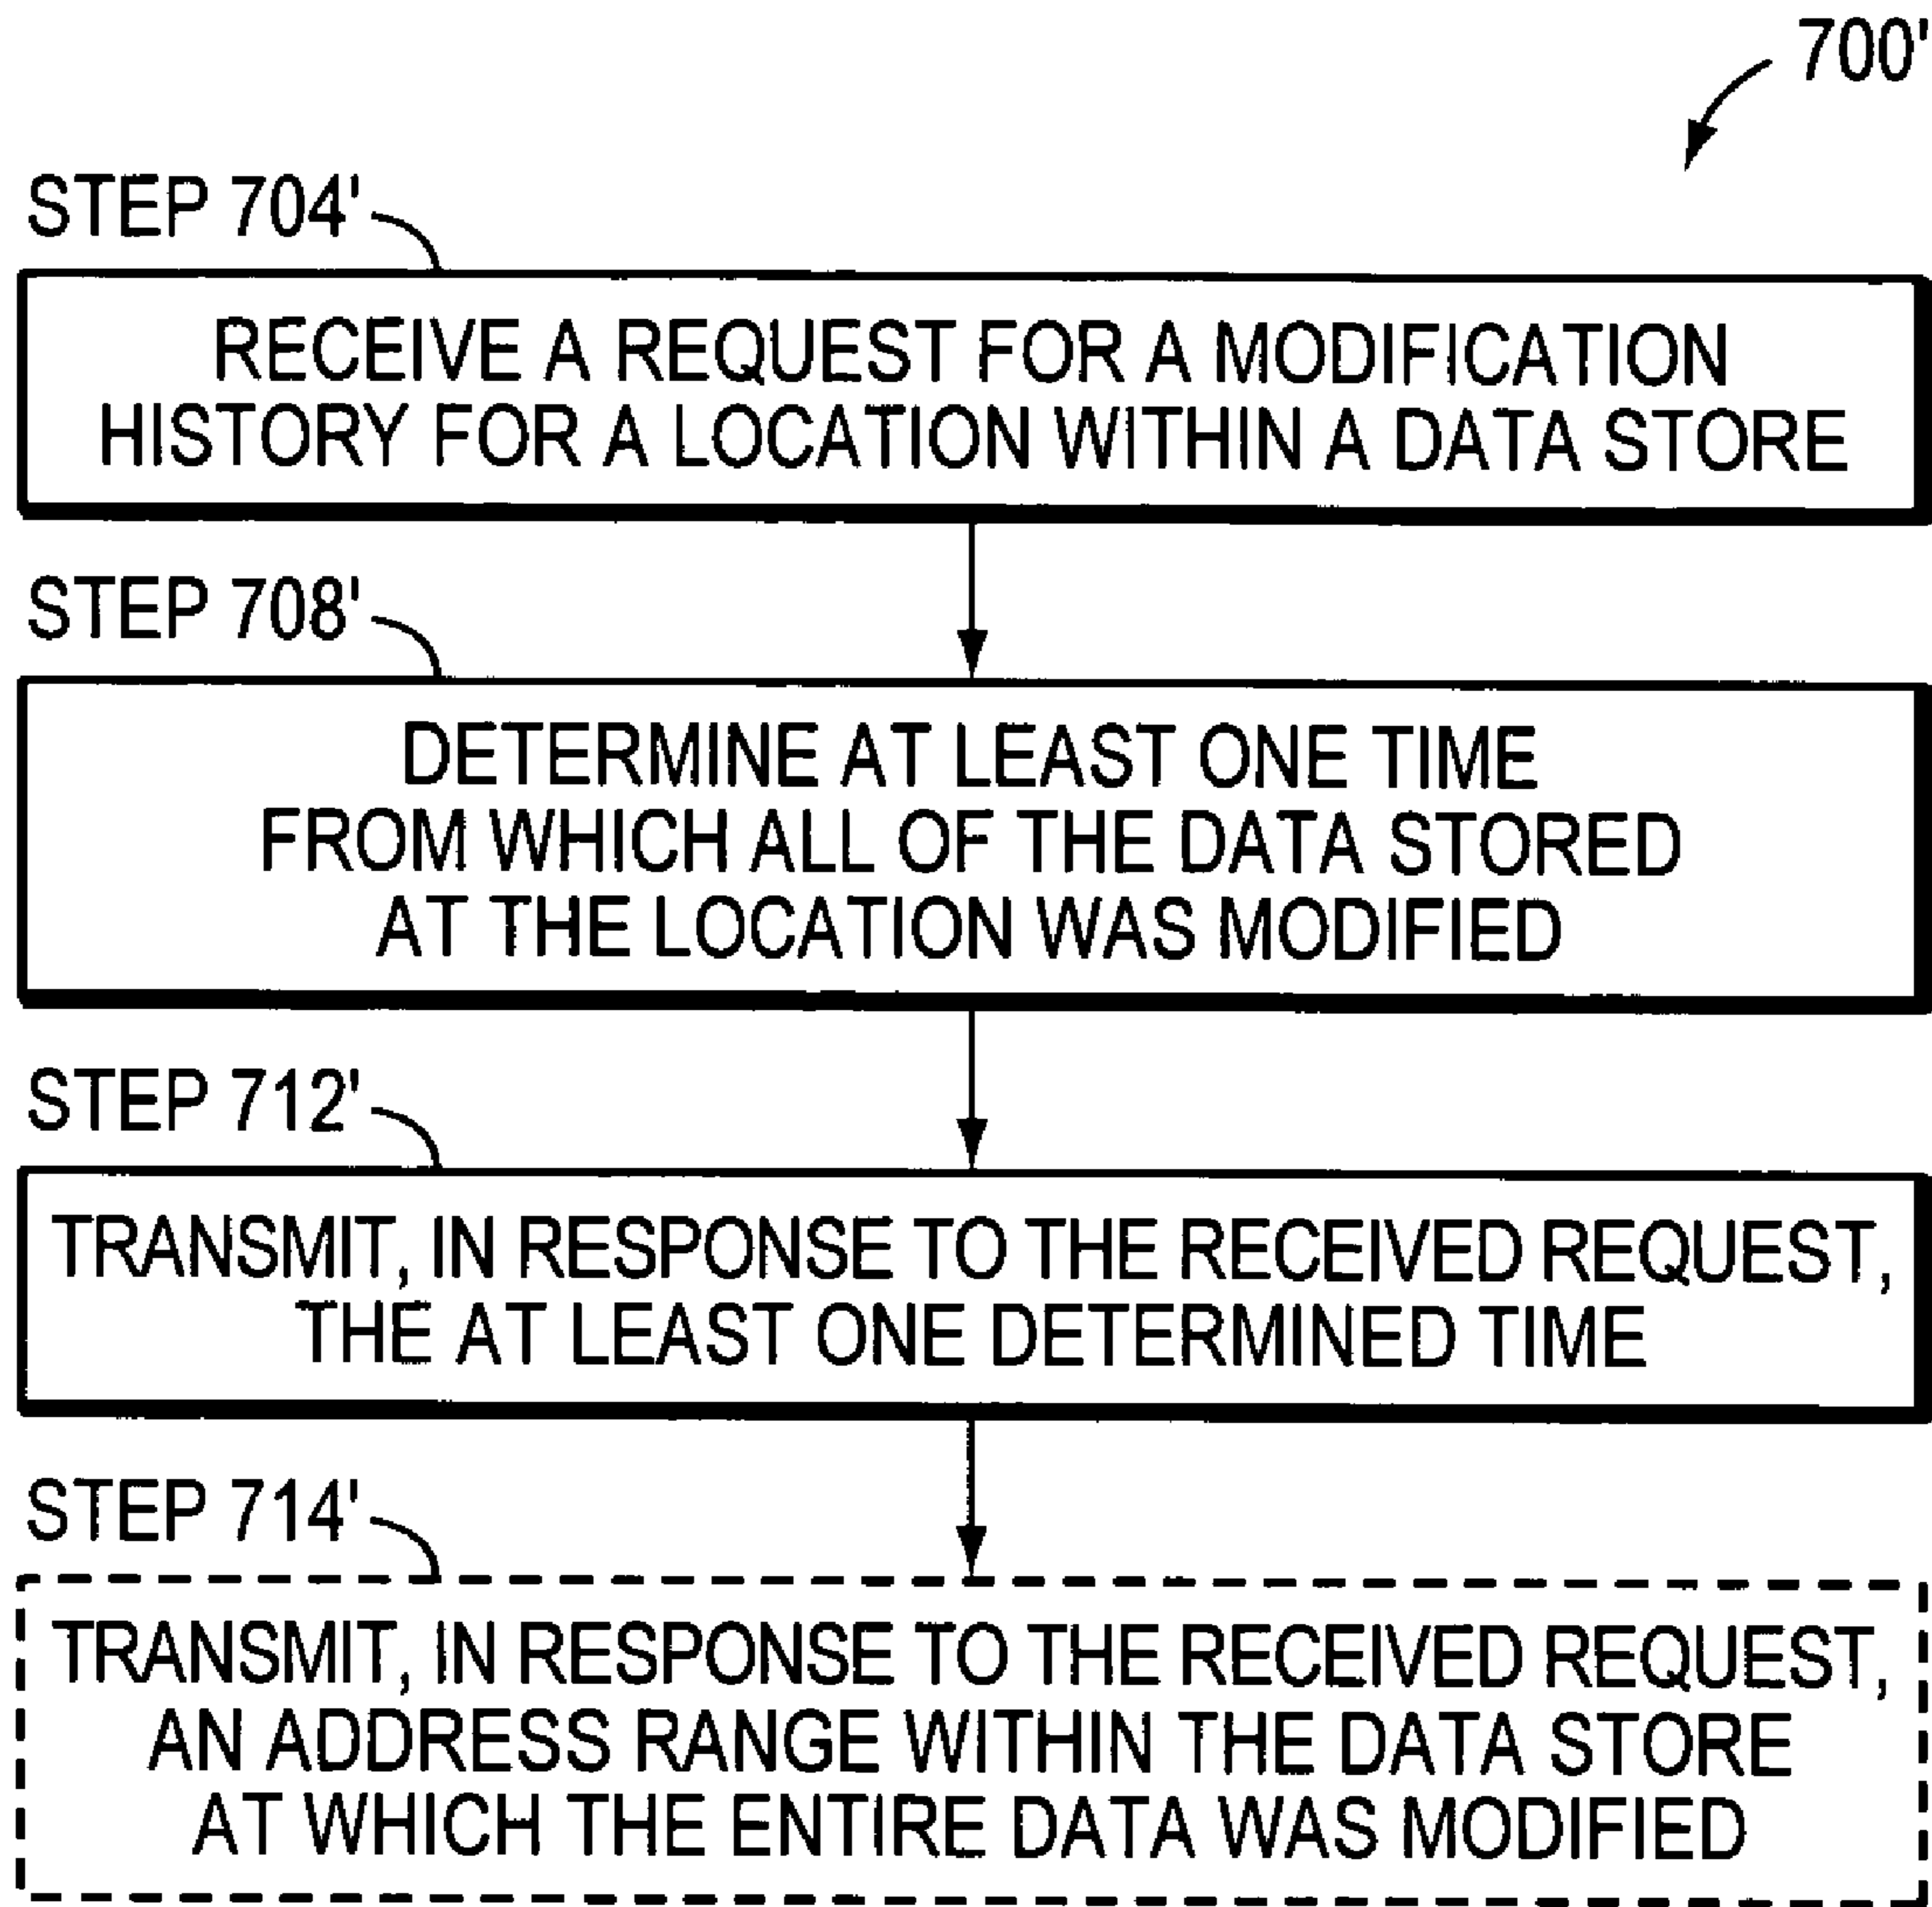 700'
STEP 704'
RECEIVE A REQUEST FOR A MODIFICATION
HISTORY FOR A LOCATION WITHIN A DATA STORE
STEP 708'
DETERMINE AT LEAST ONE TIME
FROM WHICH ALL OF THE DATA STORED
AT THE LOCATION WAS MODIFIED
STEP 712'
TRANSMIT, IN RESPONSE TO THE RECEIVED REQUEST,
THE AT LEAST ONE DETERMINED TIME
STEP 714'
TRANSMIT, IN RESPONSE TO THE RECEIVED REQUEST,
AN ADDRESS RANGE WITHIN THE DATA STORE
AT WHICH THE ENTIRE DATA WAS MODIFIED